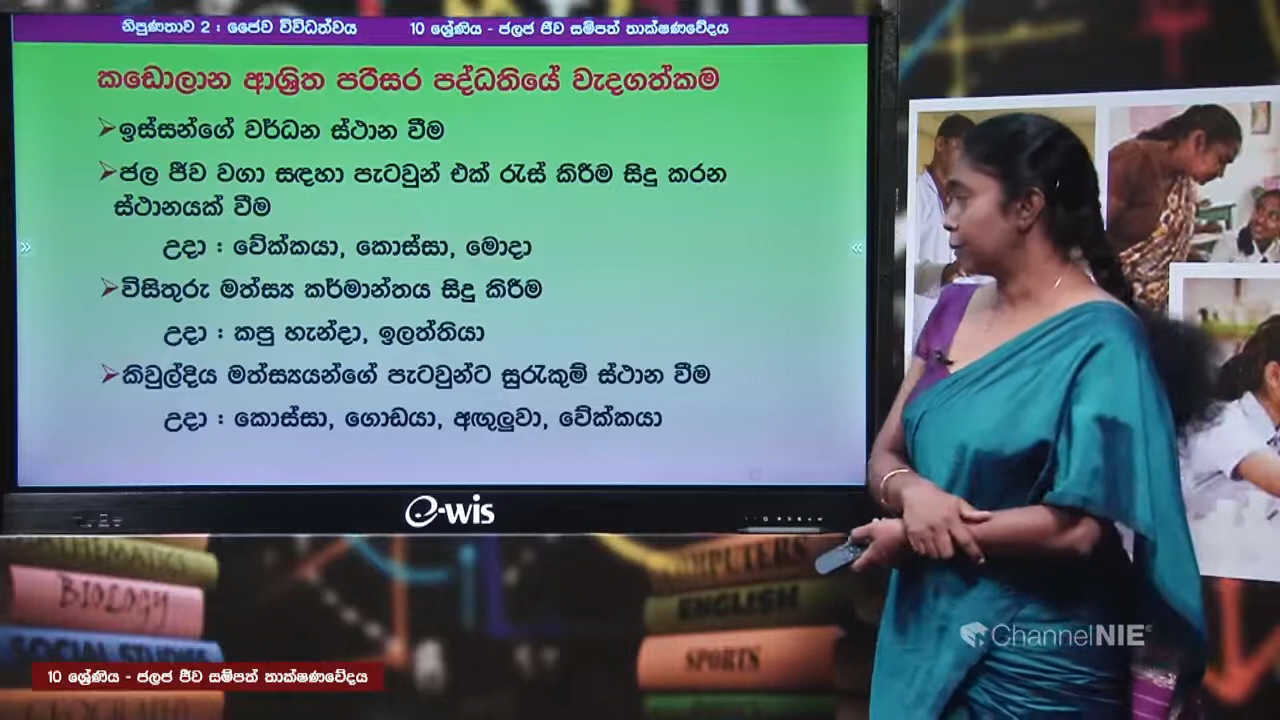 නිපුණතාව 2 : ජෛව විවිධත්වය 10 ශ්‍රේණිය - ජලජ ජීව සම්පත් තාක්ෂණවේදය
කඩොලාන ආශ්‍රිත පරිසර පද්ධතියේ වැදගත්කම
➢ඉස්සන්ගේ වර්ධන ස්ථාන වීම
➢ජල ජීව වගා සඳහා පැටවුන් එක් රැස් කිරීම සිදු කරන
ස්ථානයක් වීම
උදා : වේක්කයා, කොස්සා, මොදා
➢විසිතුරු මත්ස්‍ය කර්මාන්තය සිදු කිරීම
උදා : කපු හැන්දා, ඉලත්තියා
➢කිවුල්දිය මත්ස්‍යයන්ගේ පැටවුන්ට සුරැකුම් ස්ථාන වීම
උදා : කොස්සා, ගොඩයා, අඟුලුවා, වේක්කයා
e-wis
MATHEMATICS
BIOLOGY
SOCIAL STUDIES
COMPUTERS
ENGLISH
SPORTS
ChannelNIE
10 ශ්‍රේණිය - ජලජ ජීව සම්පත් තාක්ෂණවේදය